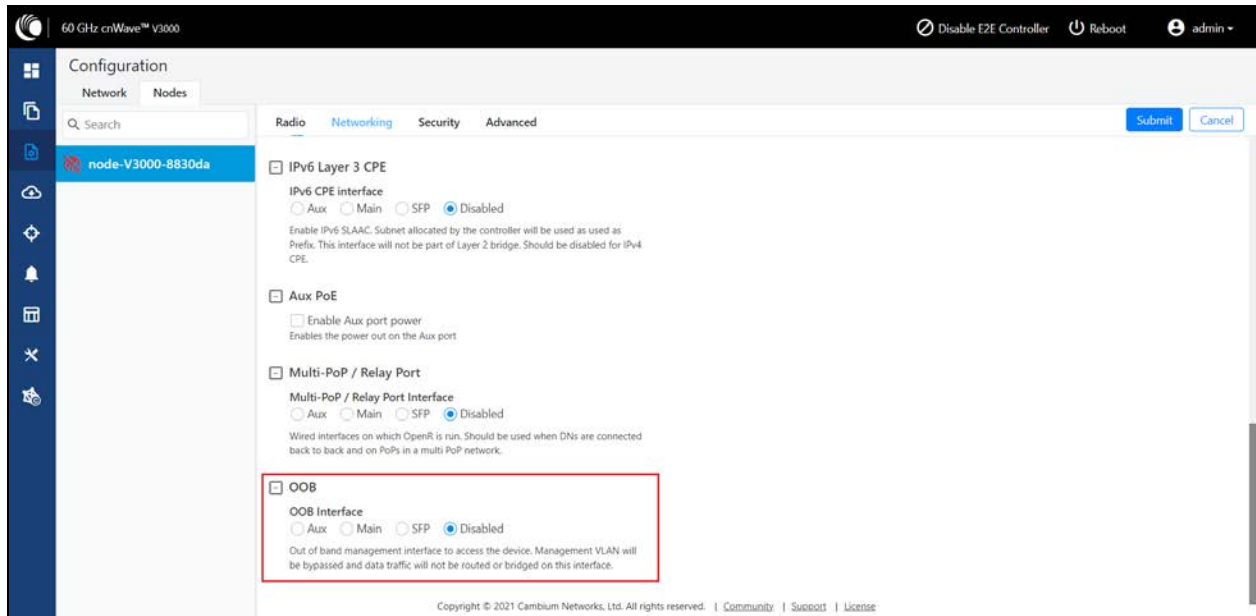 60 GHz cnWave™ V3000
Disable E2E Controller
Reboot
admin
Configuration
Network
Nodes
Search
node-V3000-8830da
Radio
Networking
Security
Advanced
Submit
Cancel
IPv6 Layer 3 CPE
IPv6 CPE interface
Aux
Main
SFP
Disabled
Enable IPv6 SLAAC. Subnet allocated by the controller will be used as used as
Prefix. This interface will not be part of Layer 2 bridge. Should be disabled for IPv4
CPE.
Aux PoE
Enable Aux port power
Enables the power out on the Aux port
Multi-PoP / Relay Port
Multi-PoP / Relay Port Interface
Aux
Main
SFP
Disabled
Wired interfaces on which OpenR is run. Should be used when DNs are connected
back to back and on PoPs in a multi PoP network.
OOB
OOB Interface
Aux
Main
SFP
Disabled
Out of band management interface to access the device. Management VLAN will
be bypassed and data traffic will not be routed or bridged on this interface.
Copyright © 2021 Cambium Networks, Ltd. All rights reserved. | Community | Support | License